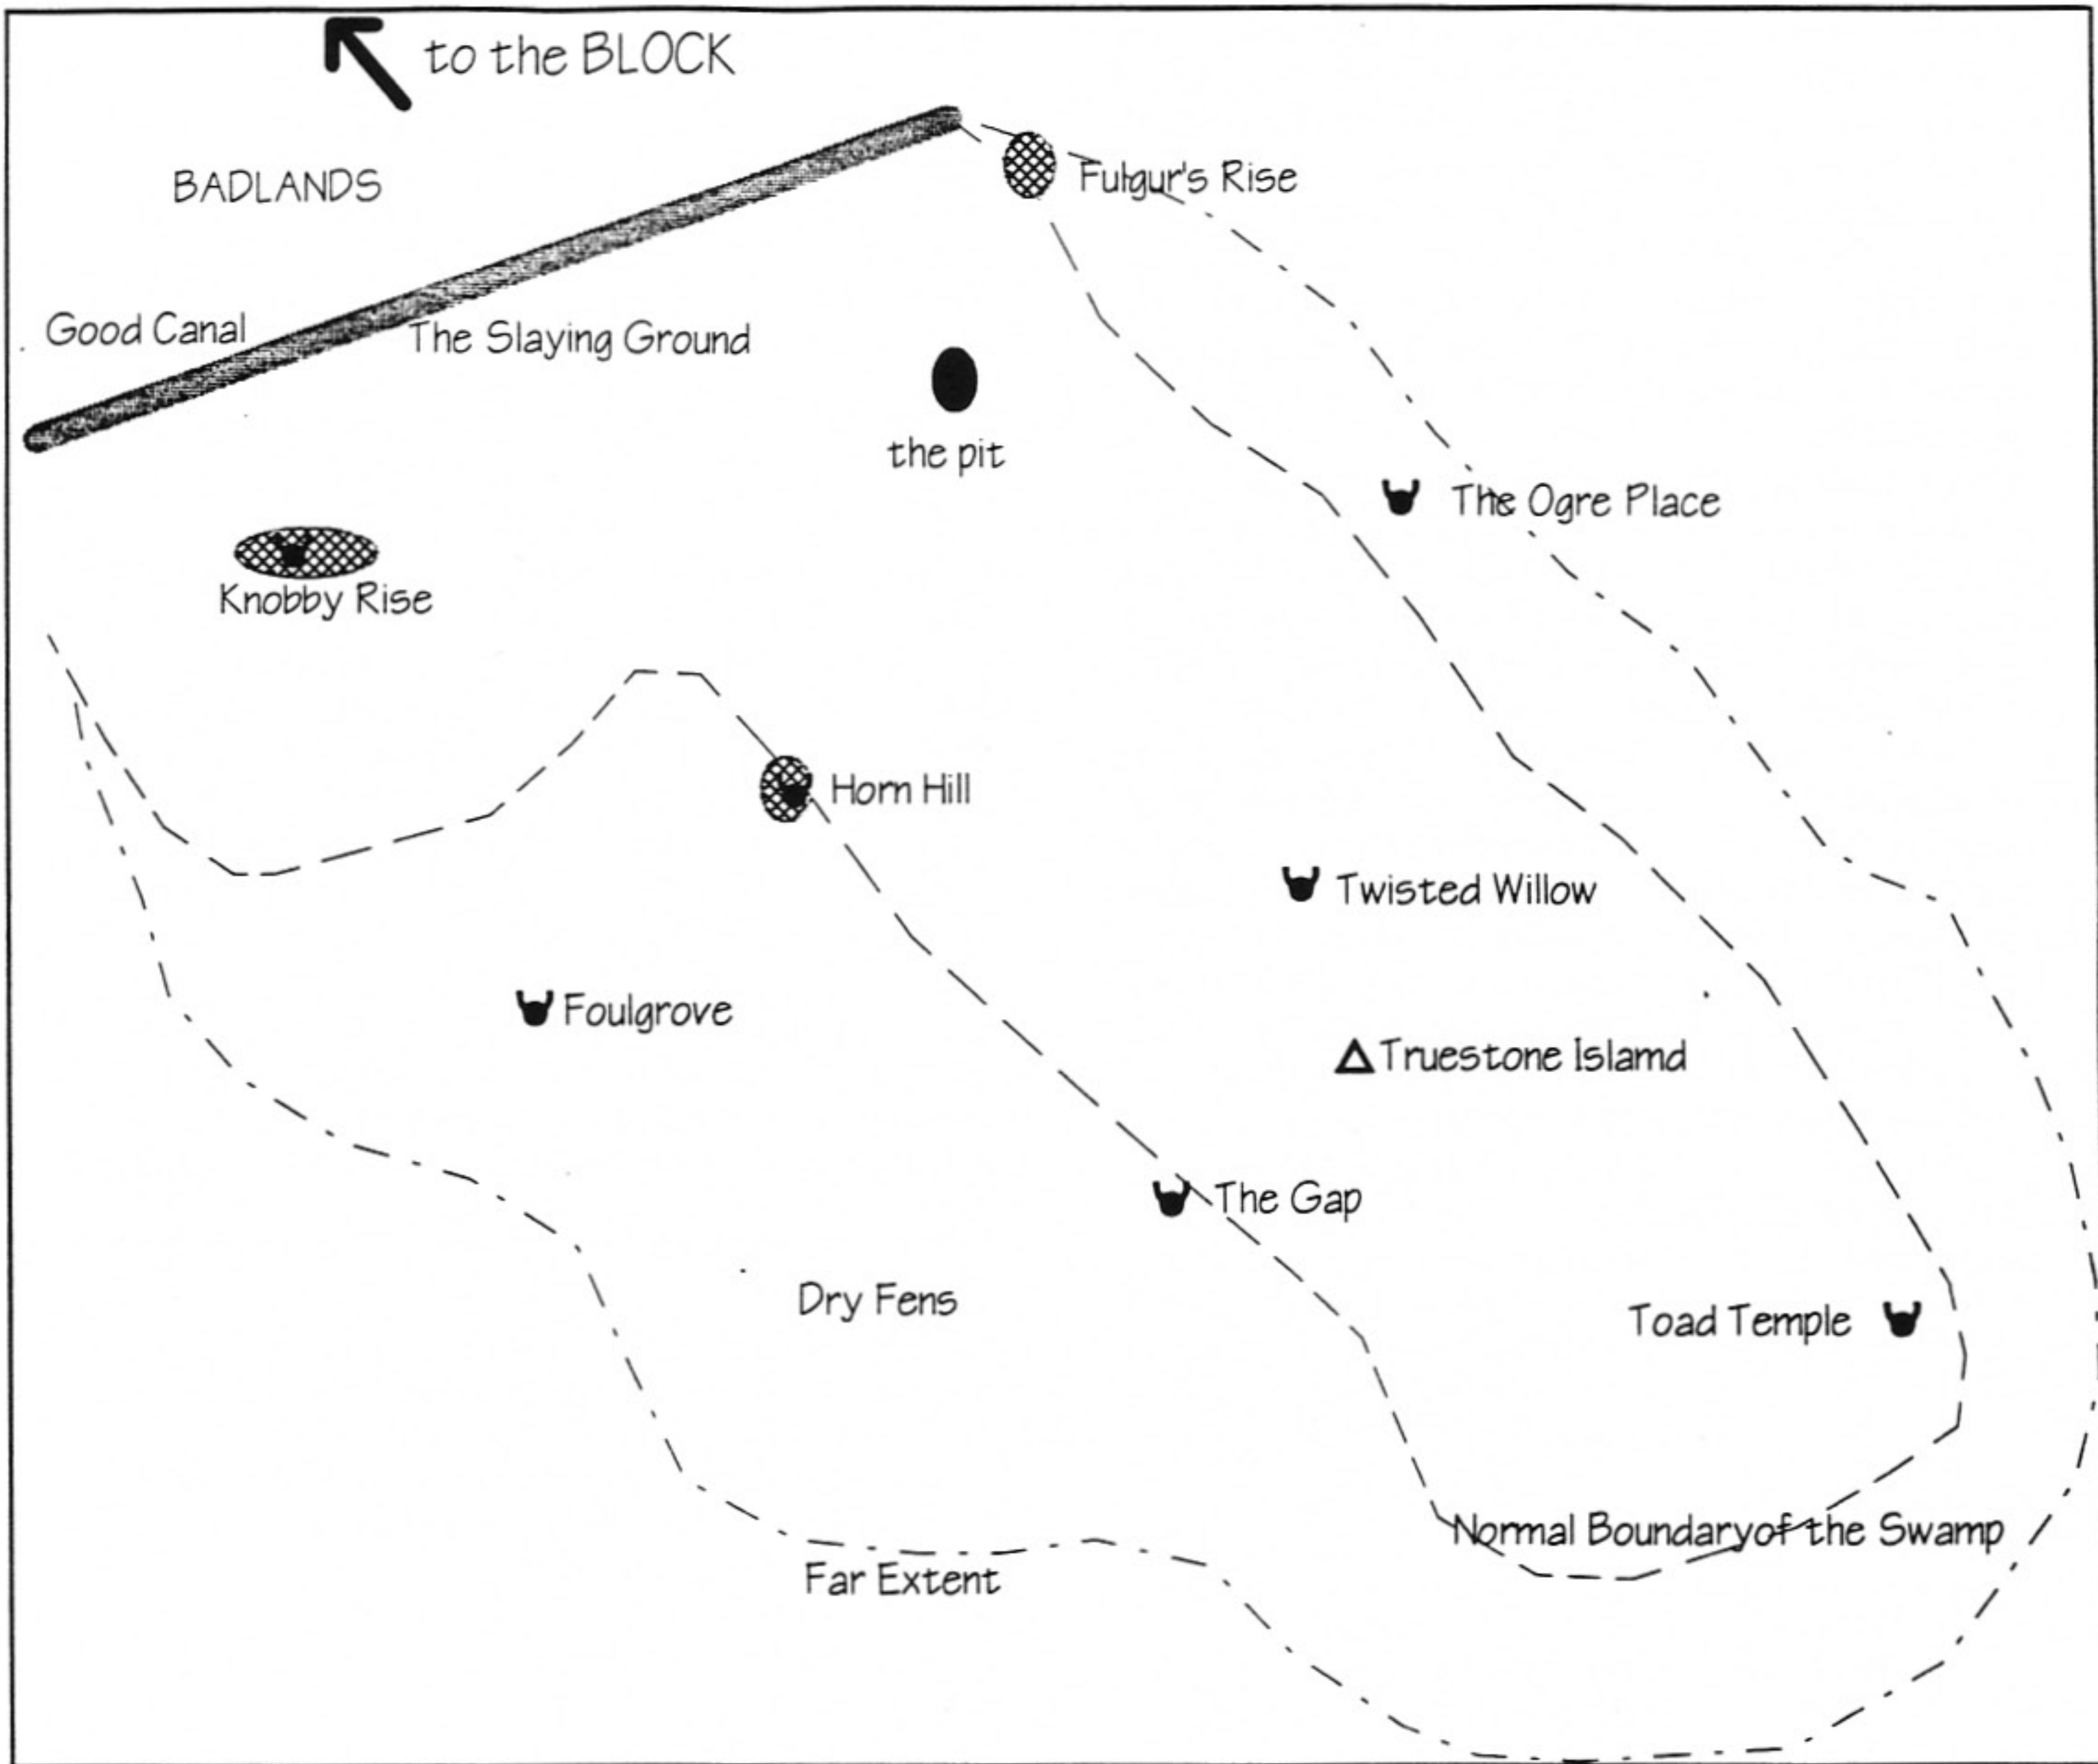 to the BLOCK
BADLANDS
Fulgur's Rise
Good Canal
The Slaying Ground
the pit
The Ogre Place
Knobby Rise
Horn Hill
Twisted Willow
Foulgrove
Truestone Islamd
The Gap
Dry Fens
Toad Temple
Normal Boundaryof the Swamp
Far Extent